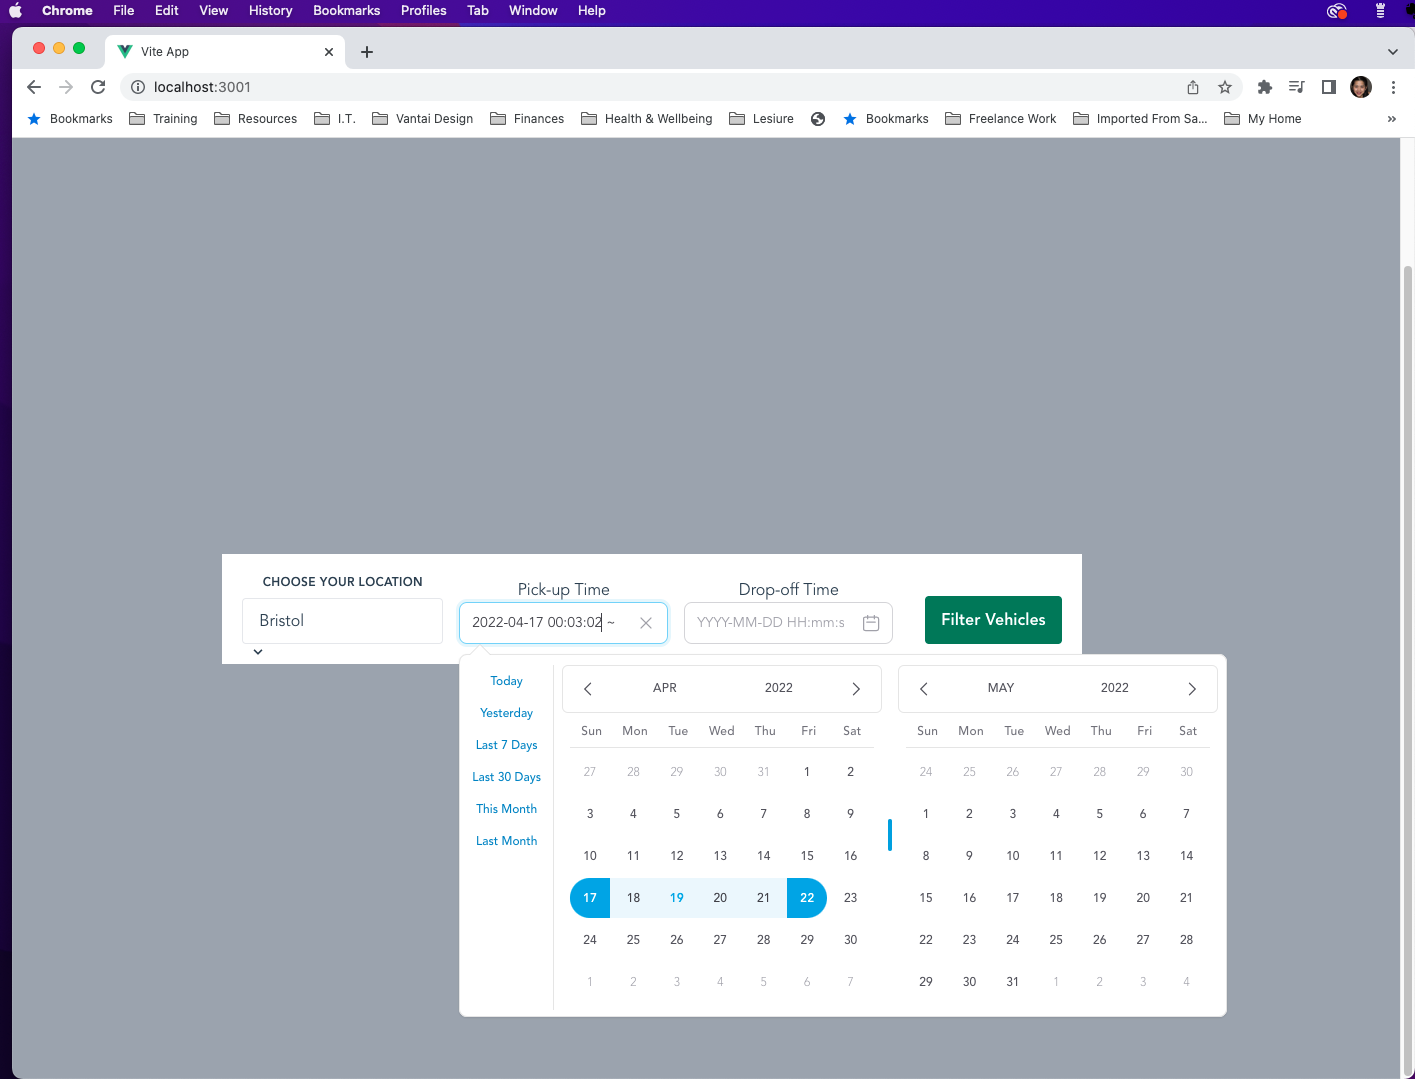 Chrome File Edit View History Bookmarks Profiles Tab Window Help
Vite App
localhost:3001
Bookmarks Training Resources I.T. Vantai Design Finances Health & Wellbeing Lesiure Bookmarks Freelance Work Imported From Sa... My Home »
CHOOSE YOUR LOCATION Pick-up Time Drop-off Time
Bristol 2022-04-17 00:03:02 ~ YYYY-MM-DD HH:mm:s Filter Vehicles
Today
Yesterday
Last 7 Days
Last 30 Days
This Month
Last Month
APR 2022
Sun Mon Tue Wed Thu Fri Sat
27 28 29 30 31 1 2
3 4 5 6 7 8 9
10 11 12 13 14 15 16
17 18 19 20 21 22 23
24 25 26 27 28 29 30
1 2 3 4 5 6 7
MAY 2022
Sun Mon Tue Wed Thu Fri Sat
24 25 26 27 28 29 30
1 2 3 4 5 6 7
8 9 10 11 12 13 14
15 16 17 18 19 20 21
22 23 24 25 26 27 28
29 30 31 1 2 3 4